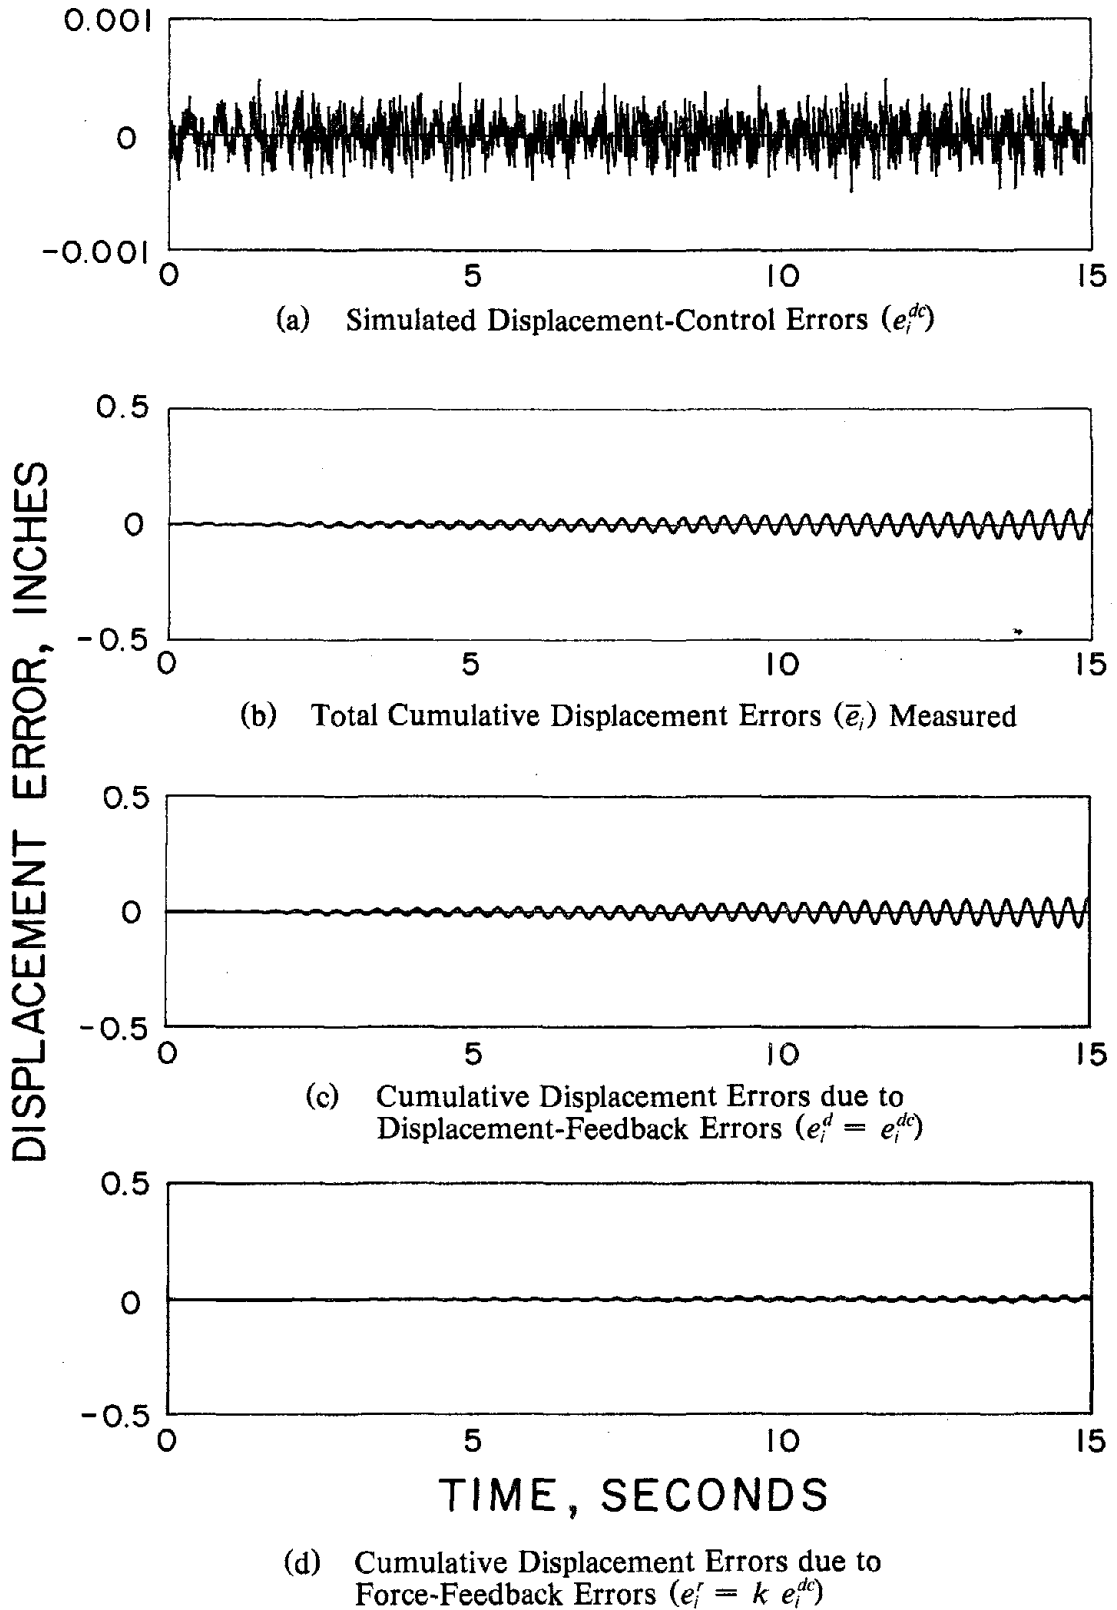 0.001
0
-0.001
0 5 10 15
(a) Simulated Displacement-Control Errors (e_i^{dc})
0.5
0
-0.5
0 5 10 15
(b) Total Cumulative Displacement Errors (ē_i) Measured
0.5
0
-0.5
0 5 10 15
(c) Cumulative Displacement Errors due to
Displacement-Feedback Errors (e_i^d = e_i^{dc})
0.5
0
-0.5
0 5 10 15
DISPLACEMENT ERROR, INCHES
TIME, SECONDS
(d) Cumulative Displacement Errors due to
Force-Feedback Errors (e_i^r = k e_i^{dc})